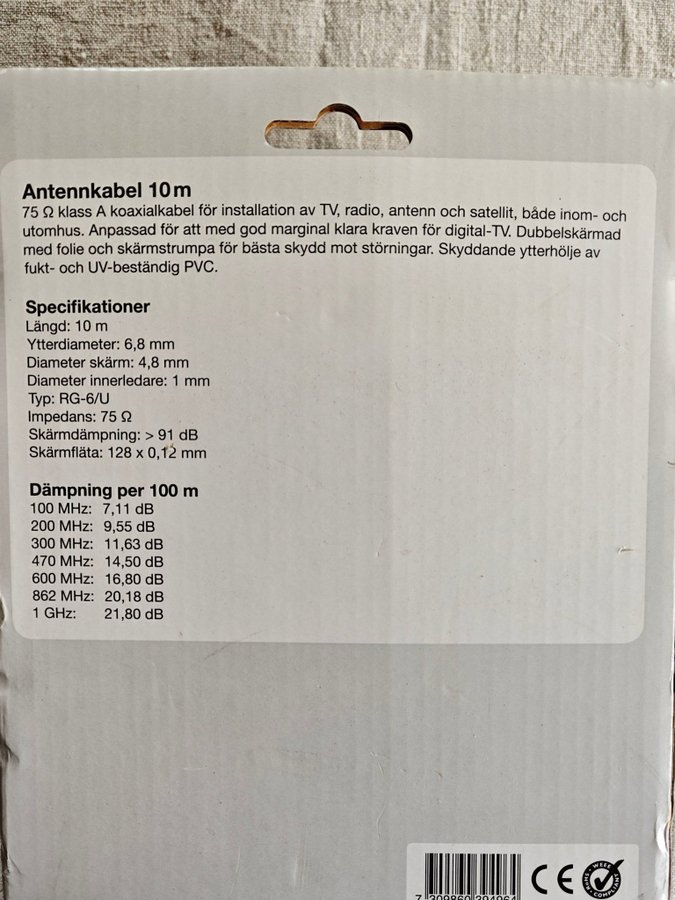 Antennkabel 10 m
75 Ω klass A koaxialkabel för installation av TV, radio, antenn och satellit, både inom- och
utomhus. Anpassad för att med god marginal klara kraven för digital-TV. Dubbelskärmad
med folie och skärmstrumpa för bästa skydd mot störningar. Skyddande ytterhölje av
fukt- och UV-beständig PVC.
Specifikationer
Längd: 10 m
Ytterdiameter: 6,8 mm
Diameter skärm: 4,8 mm
Diameter innerledare: 1 mm
Typ: RG-6/U
Impedans: 75 Ω
Skärmdämpning: > 91 dB
Skärmfläta: 128 x 0,12 mm
Dämpning per 100 m
100 MHz: 7,11 dB
200 MHz: 9,55 dB
300 MHz: 11,63 dB
470 MHz: 14,50 dB
600 MHz: 16,80 dB
862 MHz: 20,18 dB
1 GHz: 21,80 dB
CE
WEEE
COMPLIANT
RoHS
7 309860 394964